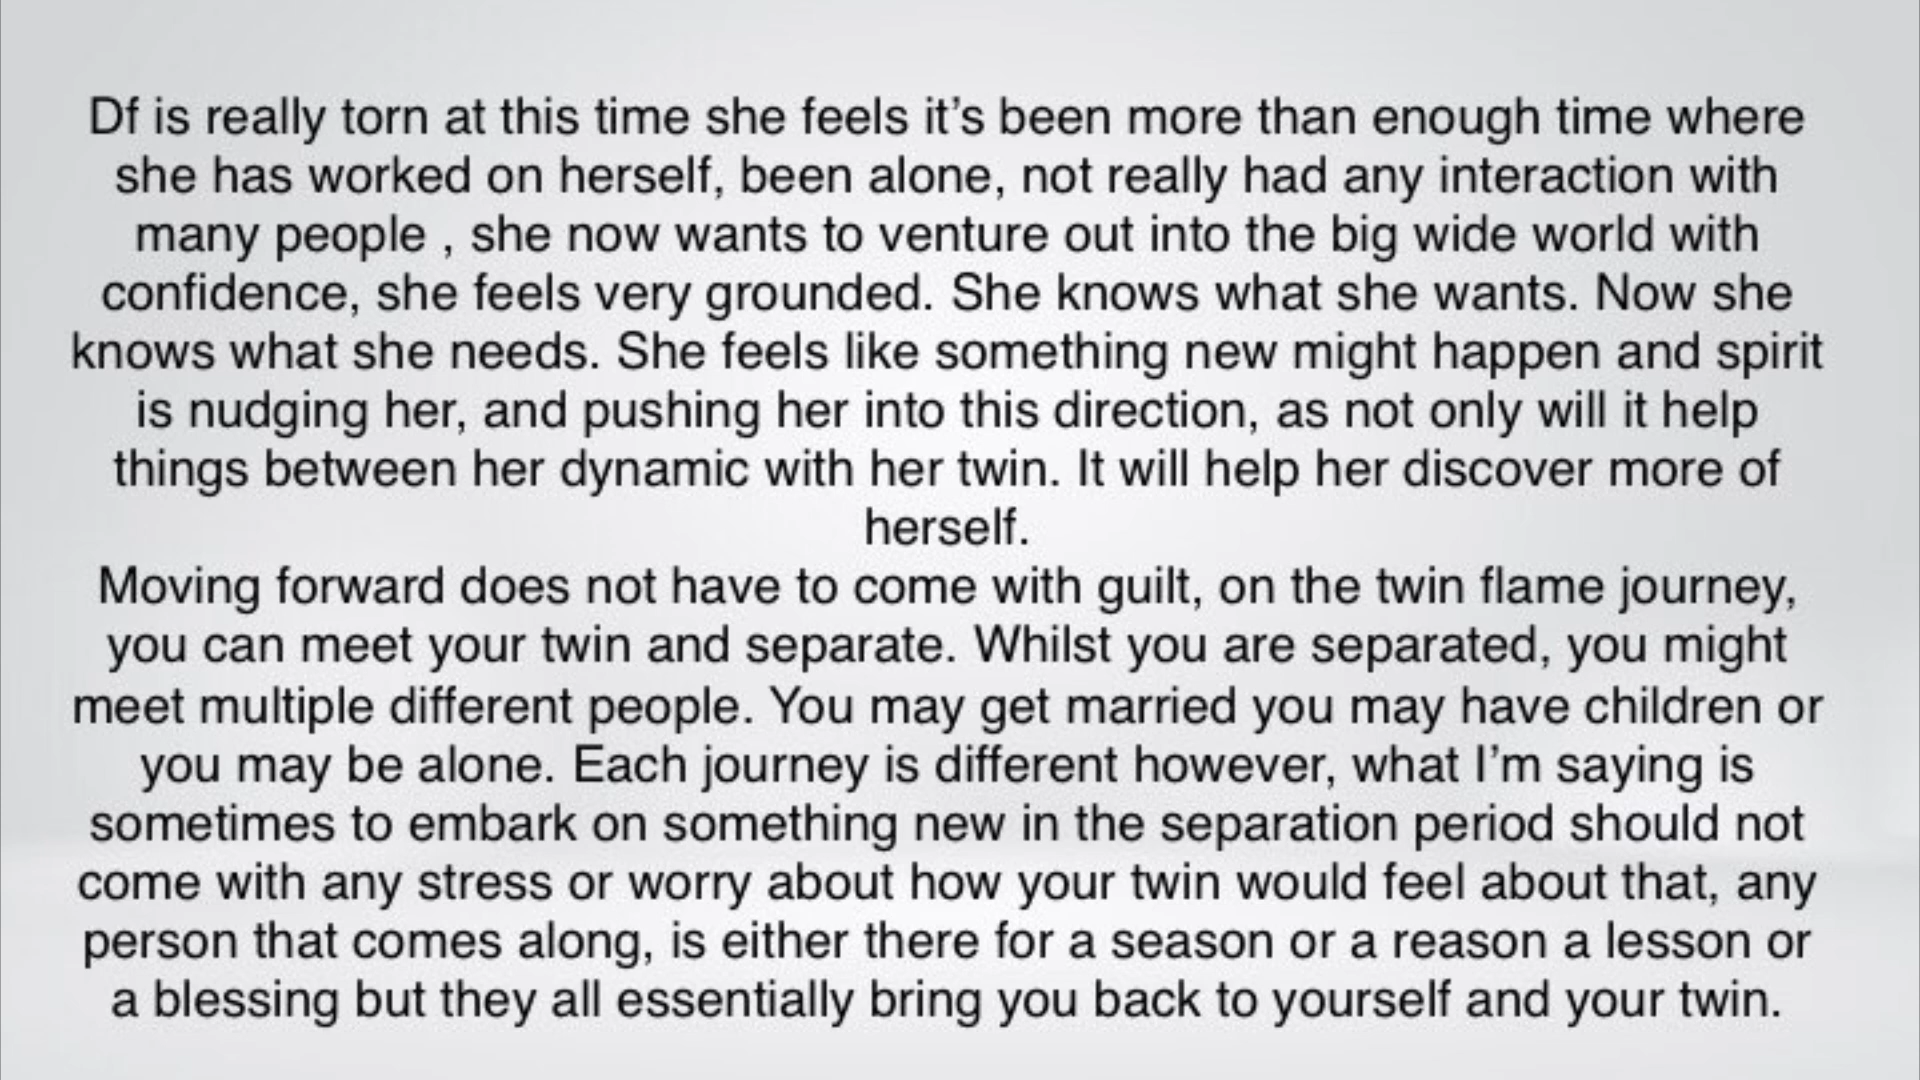 Df is really torn at this time she feels it’s been more than enough time where
she has worked on herself, been alone, not really had any interaction with
many people , she now wants to venture out into the big wide world with
confidence, she feels very grounded. She knows what she wants. Now she
knows what she needs. She feels like something new might happen and spirit
is nudging her, and pushing her into this direction, as not only will it help
things between her dynamic with her twin. It will help her discover more of
herself.
Moving forward does not have to come with guilt, on the twin flame journey,
you can meet your twin and separate. Whilst you are separated, you might
meet multiple different people. You may get married you may have children or
you may be alone. Each journey is different however, what I’m saying is
sometimes to embark on something new in the separation period should not
come with any stress or worry about how your twin would feel about that, any
person that comes along, is either there for a season or a reason a lesson or
a blessing but they all essentially bring you back to yourself and your twin.